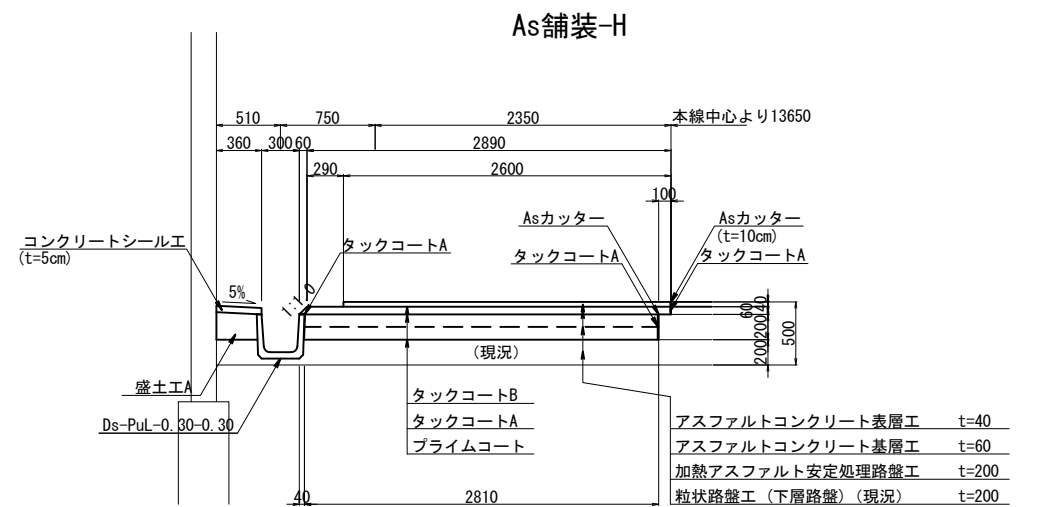 As舗装-H
510 750 2350 本線中心より13650
360 300 60 2890
290 2600
100
Asカッター Asカッター
(t=10cm)
コンクリートシール工 タックコートA タックコートA タックコートA
(t=5cm)
5% 1:1.0
60 40
200
200
500
(現況)
盛土工A
Ds-PuL-0.30-0.30
タックコートB
タックコートA
プライムコート
アスファルトコンクリート表層工 t=40
アスファルトコンクリート基層工 t=60
加熱アスファルト安定処理路盤工 t=200
粒状路盤工（下層路盤）（現況） t=200
40 2810